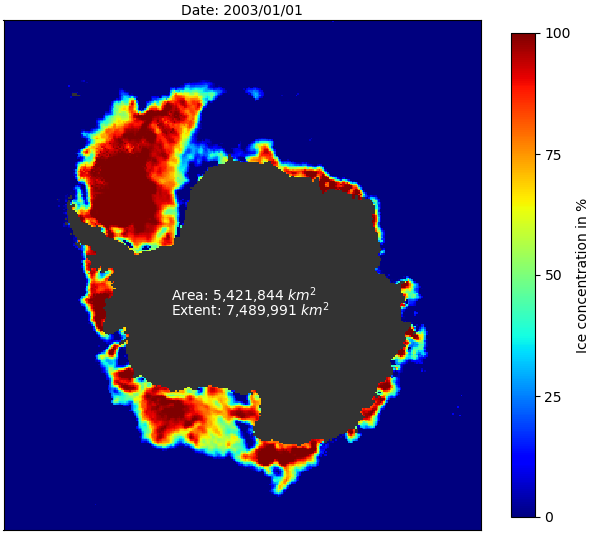 Date: 2003/01/01
100
75
50
25
0
Ice concentration in %
Area: 5,421,844 km²
Extent: 7,489,991 km²